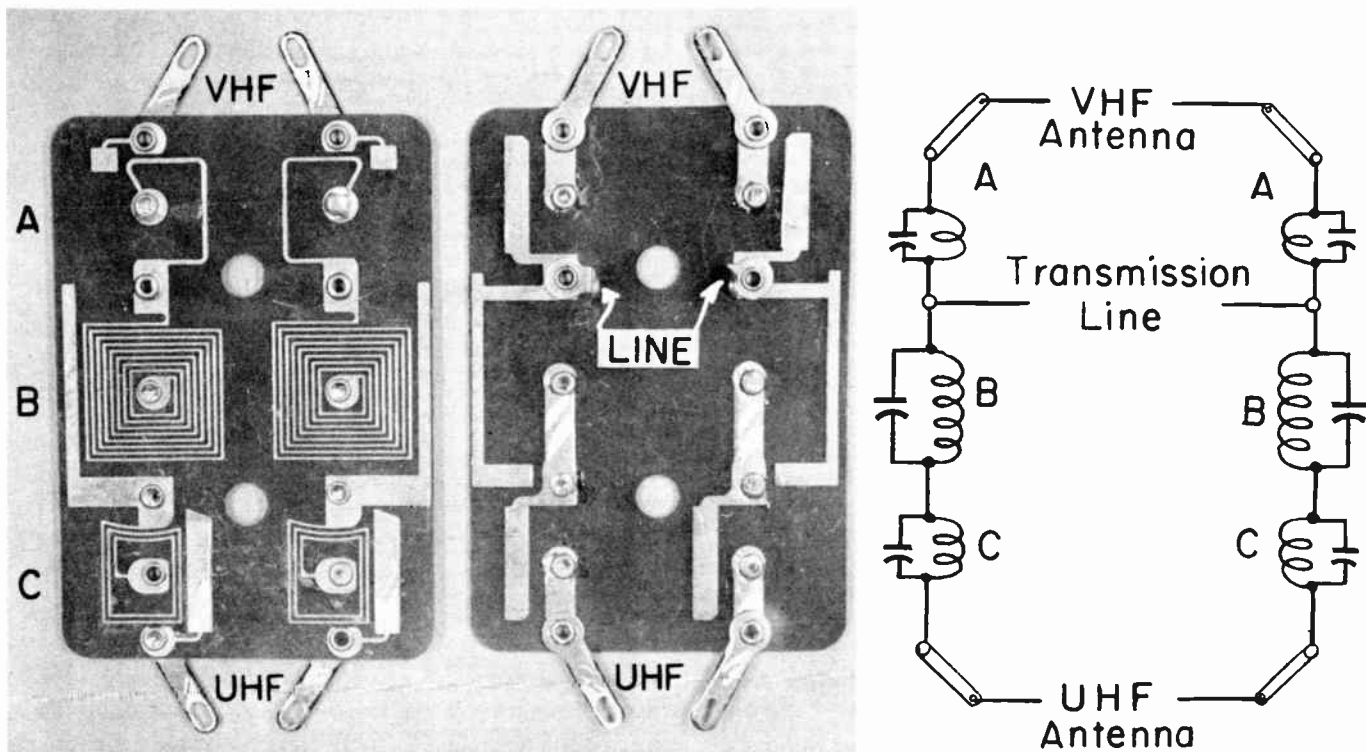 VHF
A
B
C
UHF
VHF
LINE
UHF
VHF
Antenna
A
A
Transmission
Line
B
B
C
C
UHF
Antenna